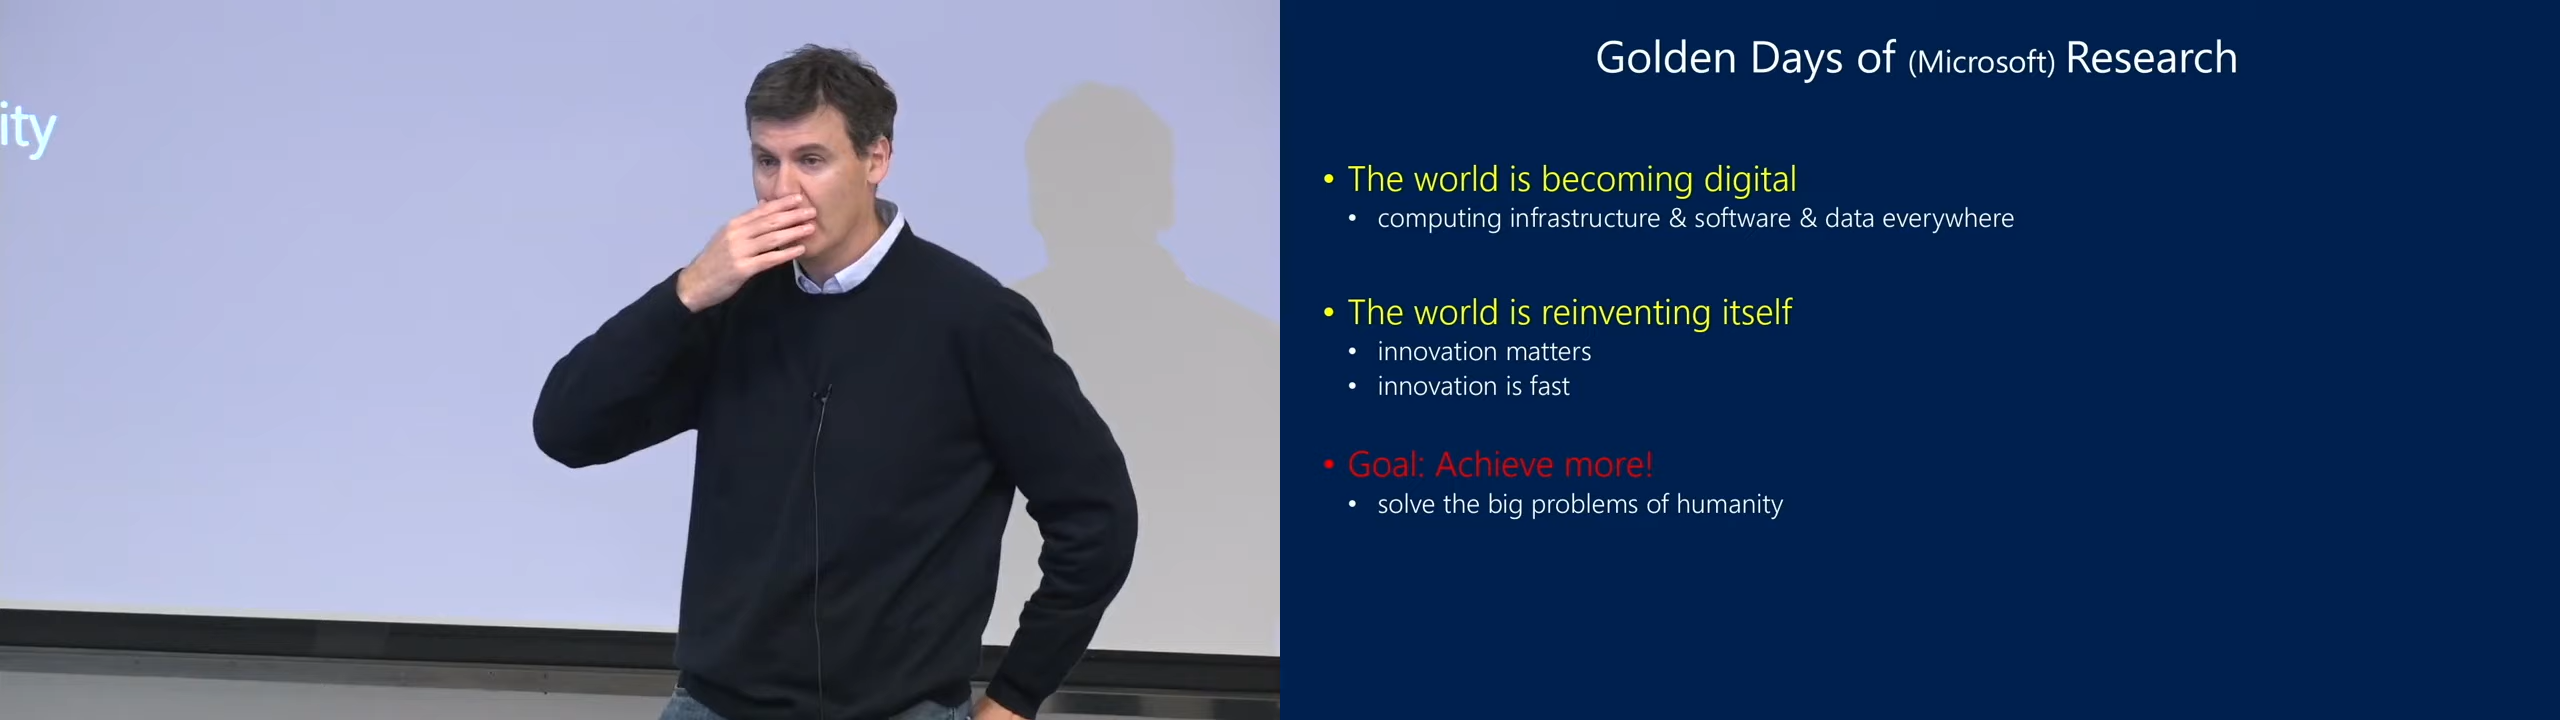 ity
Golden Days of (Microsoft) Research
• The world is becoming digital
• computing infrastructure & software & data everywhere
• The world is reinventing itself
• innovation matters
• innovation is fast
• Goal: Achieve more!
• solve the big problems of humanity